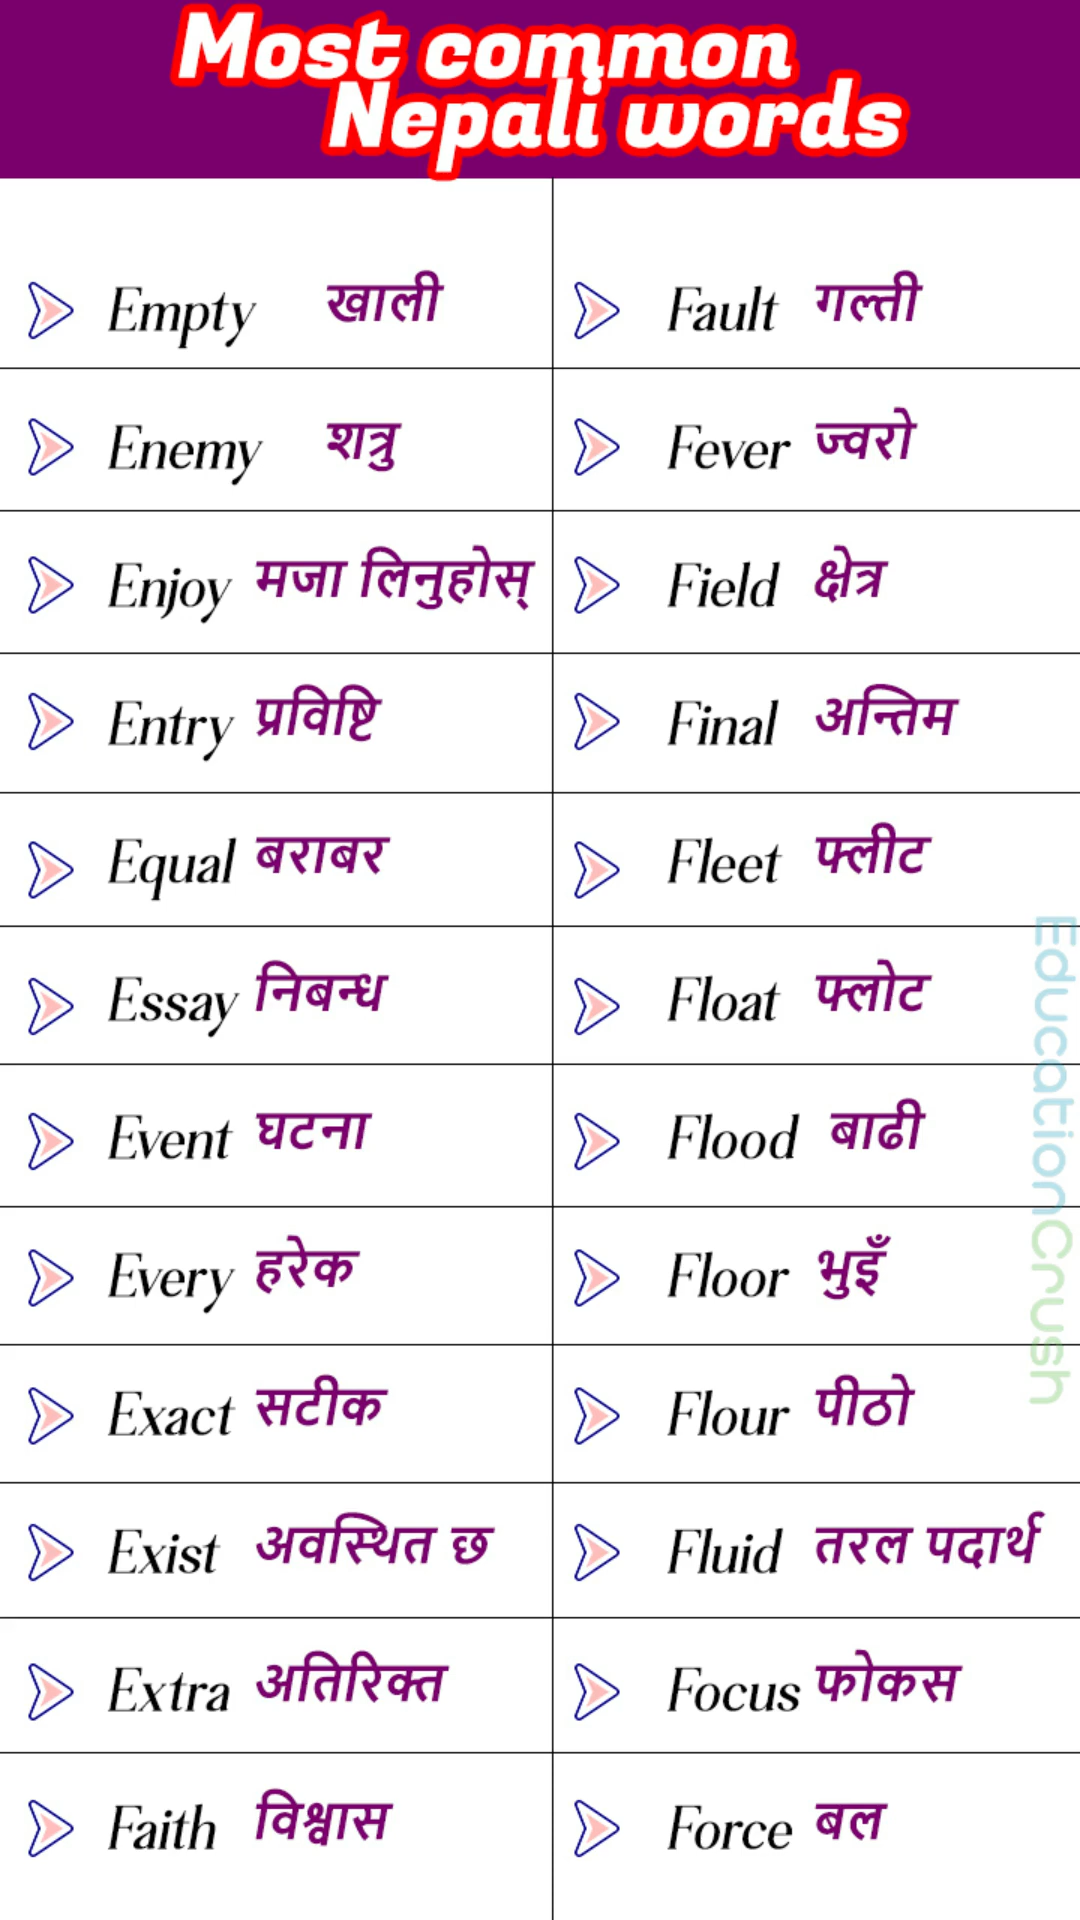 Most common
Nepali words
Empty खाली
Fault गल्ती
Enemy शत्रु
Fever ज्वरो
Enjoy मजा लिनुहोस्
Field क्षेत्र
Entry प्रविष्टि
Final अन्तिम
Equal बराबर
Fleet फ्लीट
Essay निबन्ध
Float फ्लोट
Event घटना
Flood बाढी
Every हरेक
Floor भुइँ
Exact सटीक
Flour पीठो
Exist अवस्थित छ
Fluid तरल पदार्थ
Extra अतिरिक्त
Focus फोकस
Faith विश्वास
Force बल
EducationCrush